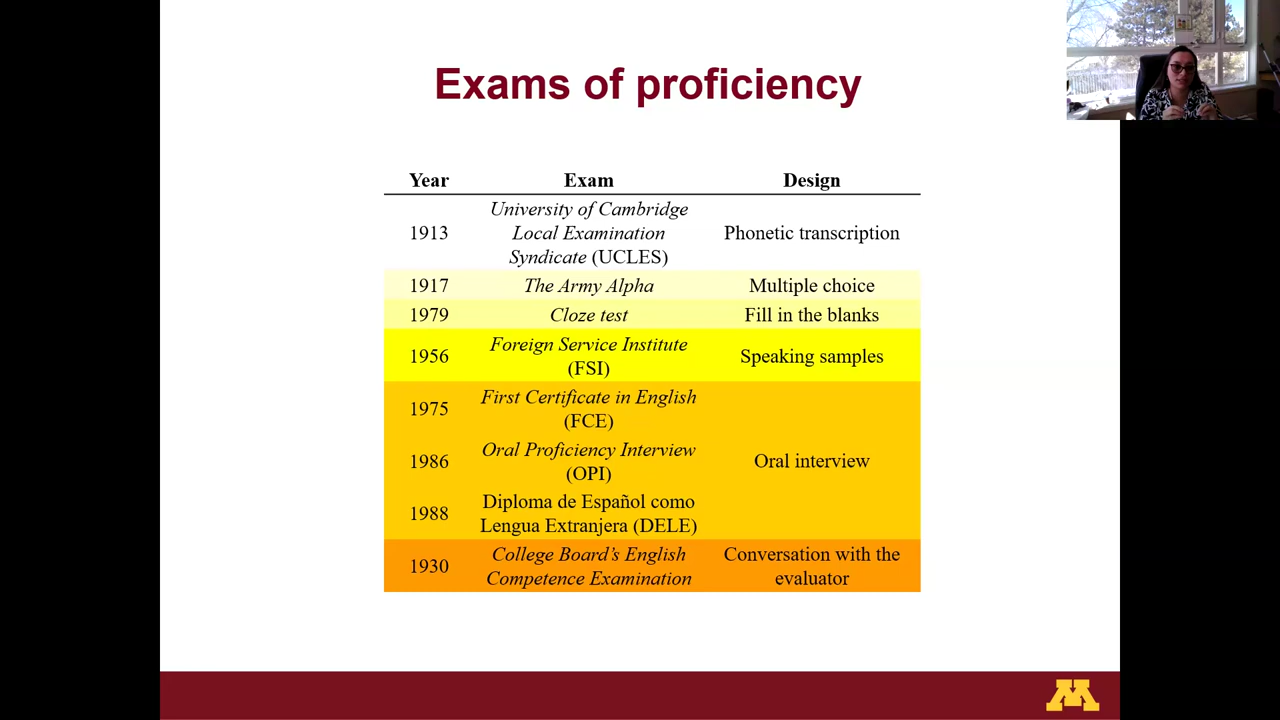 Exams of proficiency
Year Exam Design
1913 University of Cambridge Local Examination Syndicate (UCLES) Phonetic transcription
1917 The Army Alpha Multiple choice
1979 Cloze test Fill in the blanks
1956 Foreign Service Institute (FSI) Speaking samples
1975 First Certificate in English (FCE)
1986 Oral Proficiency Interview (OPI) Oral interview
1988 Diploma de Español como Lengua Extranjera (DELE)
1930 College Board's English Competence Examination Conversation with the evaluator
M